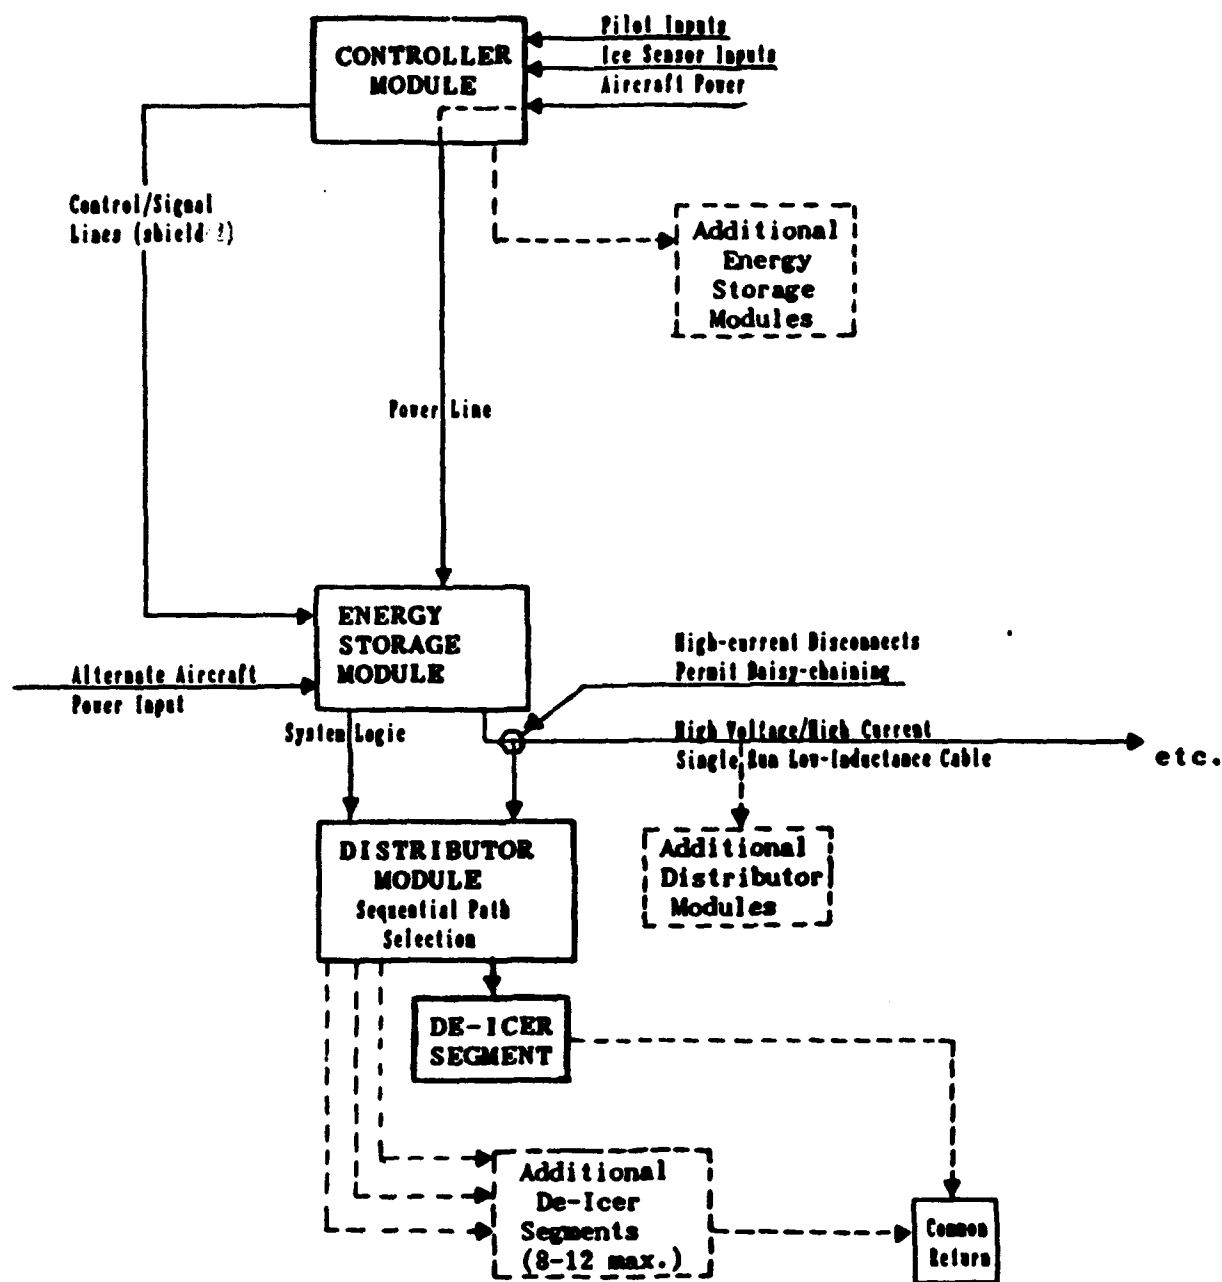 Pilot Inputs
CONTROLLER
MODULE
Ice Sensor Inputs
Aircraft Power
Control/Signal
Lines
Additional
Energy
Storage
Modules
Power Line
ENERGY
STORAGE
MODULE
Alternate Aircraft
Power Input
High-current Disconnects
Permit Daisy-chaining
System Logic
High Voltage/High Current
Single Run Low-Inductance Cable
etc.
DISTRIBUTOR
MODULE
Sequential Path
Selection
Additional
Distributor
Modules
DE-ICER
SEGMENT
Additional
De-Icer
Segments
(8-12 max.)
Common
Return